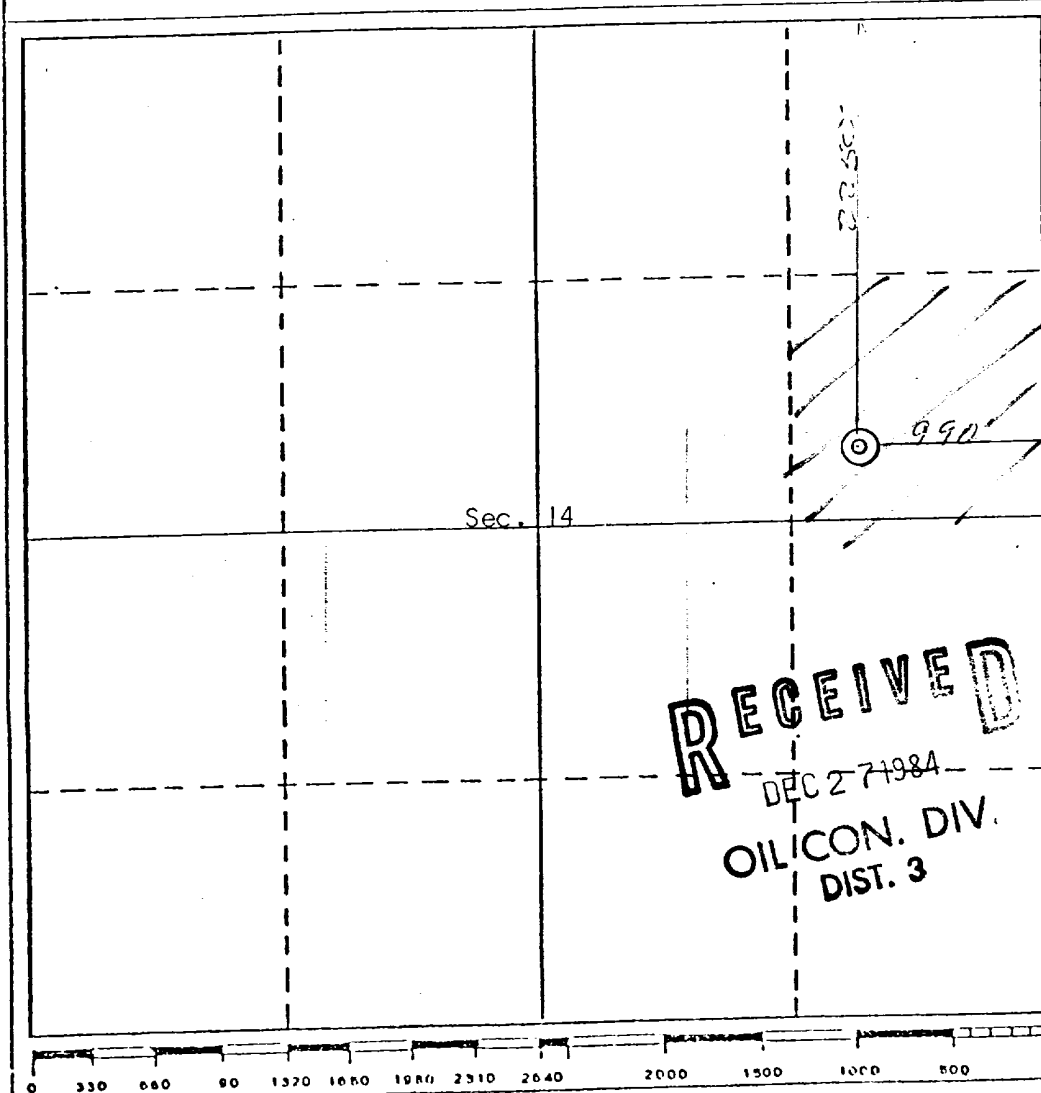 990
Sec. 14
RECEIVED
DEC 27 1984
OIL CON. DIV.
DIST. 3
0 330 660 90 1320 1650 1980 2310 2640 2000 1500 1000 500